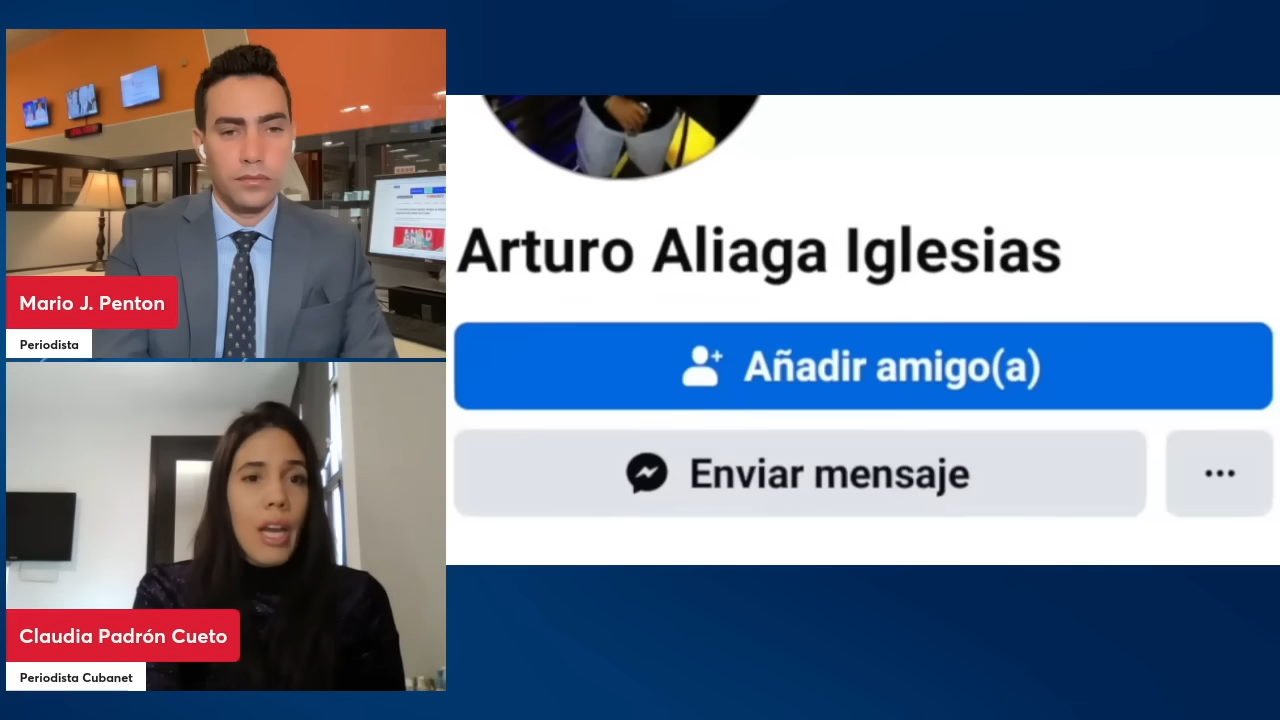 Mario J. Penton
Periodista
Claudia Padrón Cueto
Periodista Cubanet
Arturo Aliaga Iglesias
Añadir amigo(a)
Enviar mensaje